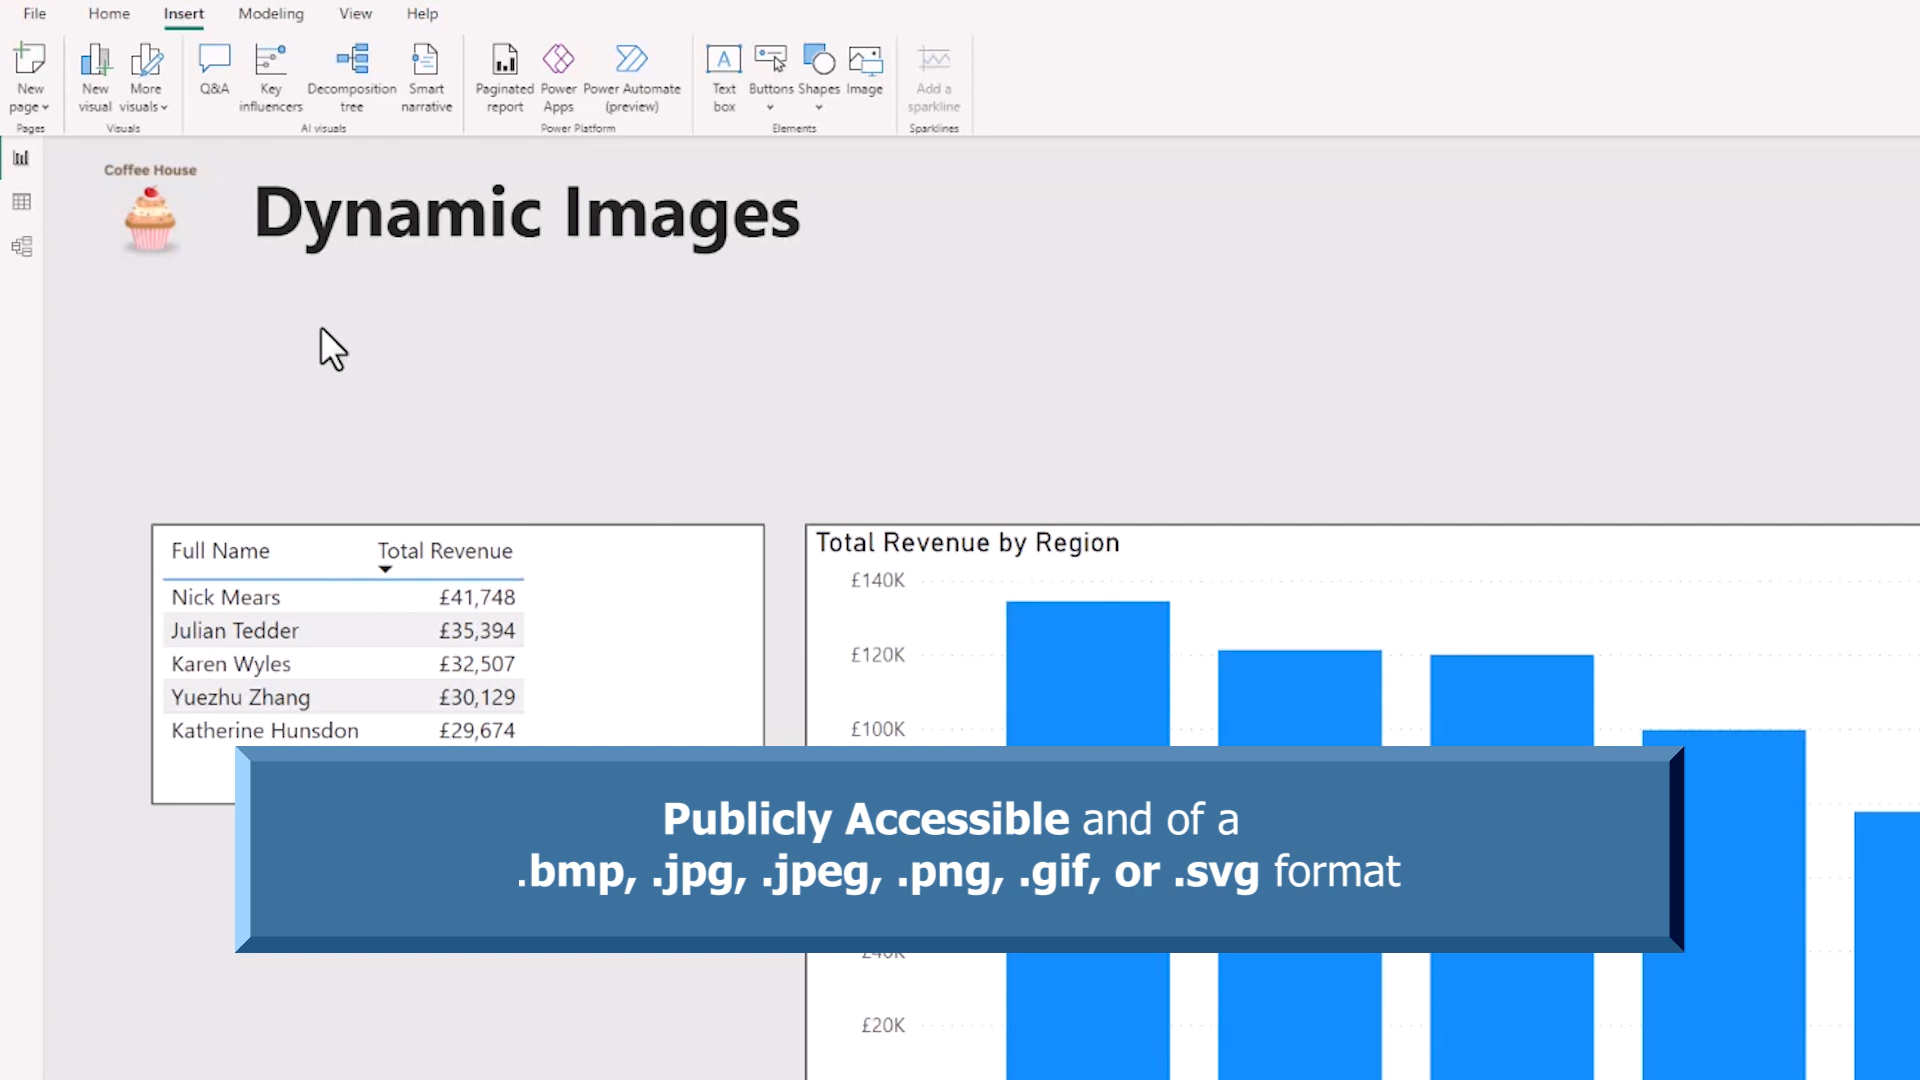 File Home Insert Modeling View Help
New page New visual More visuals Q&A Key influencers Decomposition tree Smart narrative Paginated report Power Apps Power Automate (preview) Text box Buttons Shapes Image Add a sparkline
Pages Visuals AI visuals Power Platform Elements Sparklines
Coffee House
Dynamic Images
Full Name Total Revenue
Nick Mears £41,748
Julian Tedder £35,394
Karen Wyles £32,507
Yuezhu Zhang £30,129
Katherine Hunsdon £29,674
Total Revenue by Region
£140K
£120K
£100K
Publicly Accessible and of a
.bmp, .jpg, .jpeg, .png, .gif, or .svg format
£20K